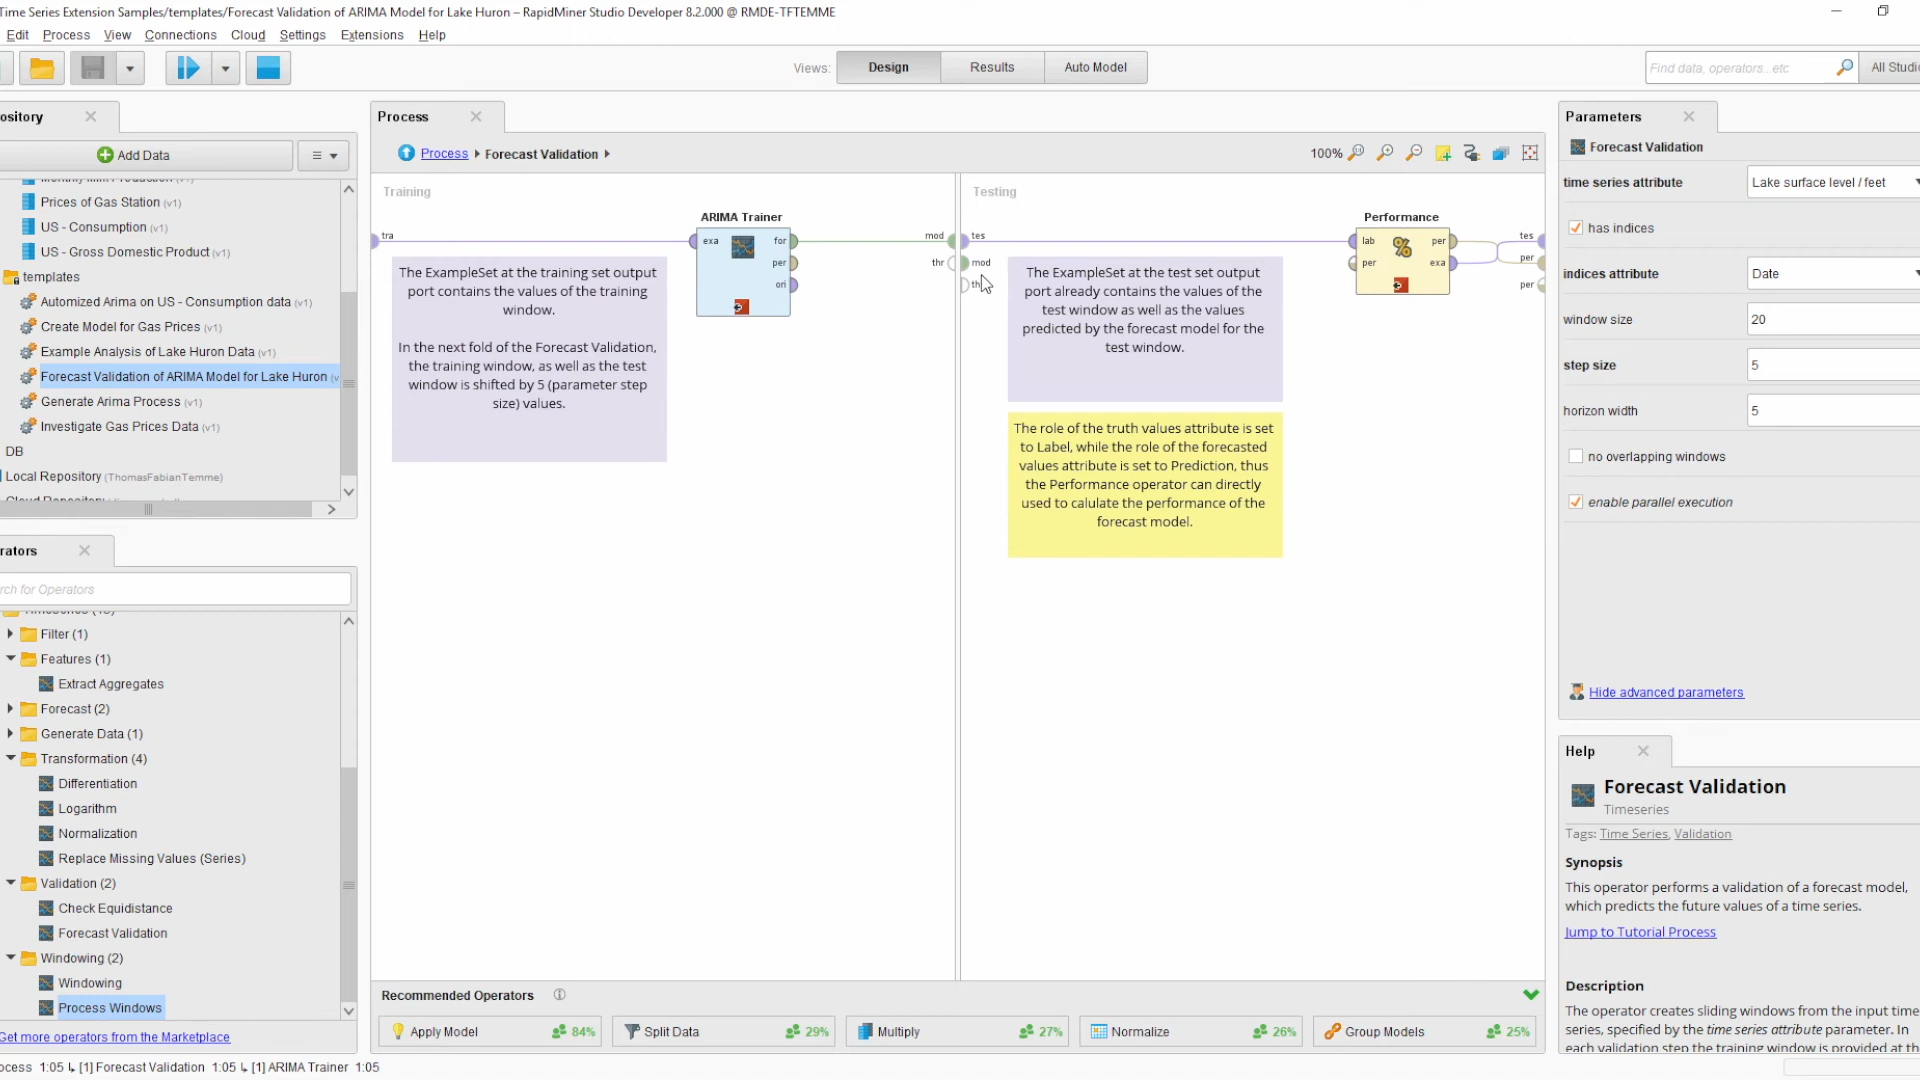 Time Series Extension Samples/templates/Forecast Validation of ARIMA Model for Lake Huron – RapidMiner Studio Developer 8.2.000 @ RMDE-TFTEMME
Edit Process View Connections Cloud Settings Extensions Help
Views: Design Results Auto Model
Find data, operators...etc
All Studio
ository
Add Data
Prices of Gas Station (v1)
US - Consumption (v1)
US - Gross Domestic Product (v1)
templates
Automized Arima on US - Consumption data (v1)
Create Model for Gas Prices (v1)
Example Analysis of Lake Huron Data (v1)
Forecast Validation of ARIMA Model for Lake Huron (v
Generate Arima Process (v1)
Investigate Gas Prices Data (v1)
DB
Local Repository (ThomasFabianTemme)
rators
rch for Operators
Filter (1)
Features (1)
Extract Aggregates
Forecast (2)
Generate Data (1)
Transformation (4)
Differentiation
Logarithm
Normalization
Replace Missing Values (Series)
Validation (2)
Check Equidistance
Forecast Validation
Windowing (2)
Windowing
Process Windows
Get more operators from the Marketplace
Process
Process Forecast Validation
100%
Training
tra
ARIMA Trainer
exa for
per
ori
mod
thr
The ExampleSet at the training set output
port contains the values of the training
window.
In the next fold of the Forecast Validation,
the training window, as well as the test
window is shifted by 5 (parameter step
size) values.
Testing
tes
mod
th
The ExampleSet at the test set output
port already contains the values of the
test window as well as the values
predicted by the forecast model for the
test window.
The role of the truth values attribute is set
to Label, while the role of the forecasted
values attribute is set to Prediction, thus
the Performance operator can directly
used to calulate the performance of the
forecast model.
Performance
lab per
per exa
tes
per
per
Recommended Operators
Apply Model 84%
Split Data 29%
Multiply 27%
Normalize 26%
Group Models 25%
Parameters
Forecast Validation
time series attribute Lake surface level / feet
has indices
indices attribute Date
window size 20
step size 5
horizon width 5
no overlapping windows
enable parallel execution
Hide advanced parameters
Help
Forecast Validation
Timeseries
Tags: Time Series, Validation
Synopsis
This operator performs a validation of a forecast model,
which predicts the future values of a time series.
Jump to Tutorial Process
Description
The operator creates sliding windows from the input time
series, specified by the time series attribute parameter. In
each validation step the training window is provided at th
ocess 1:05 ↳ [1] Forecast Validation 1:05 ↳ [1] ARIMA Trainer 1:05